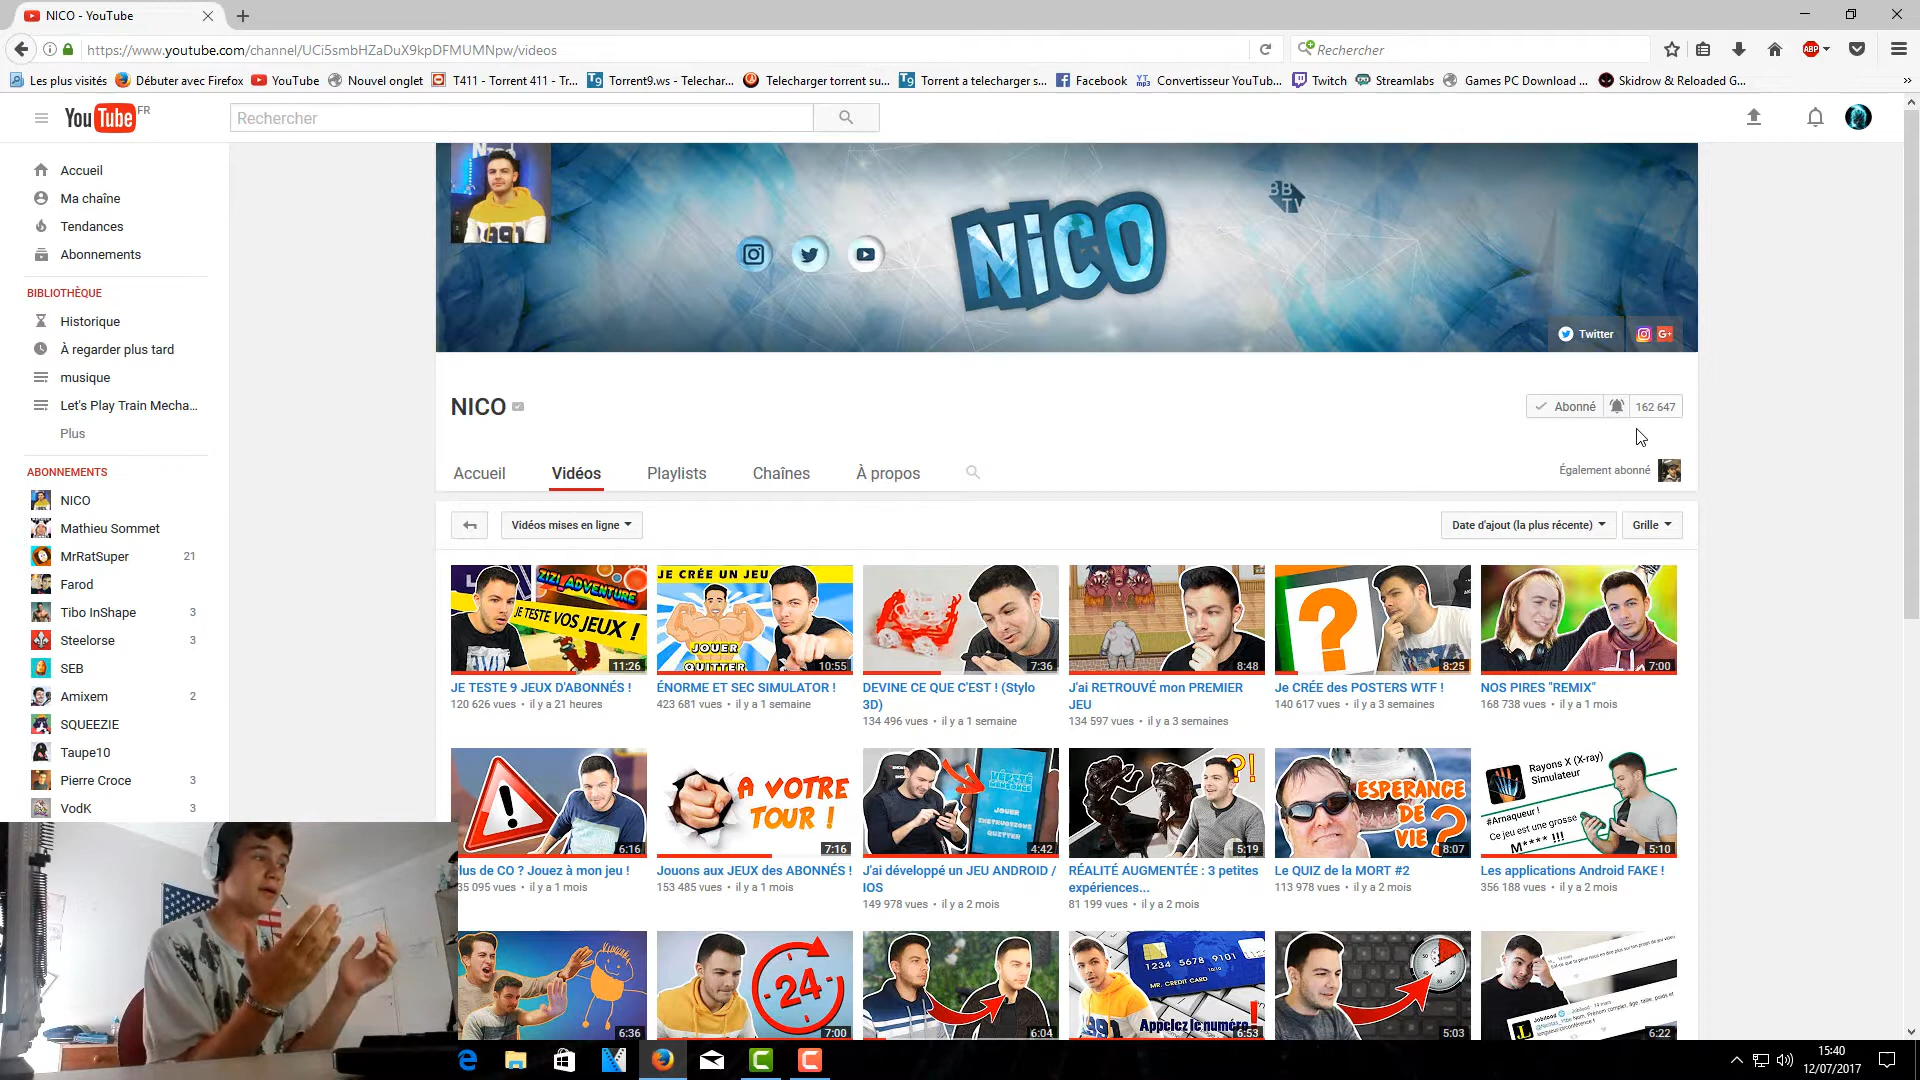 NICO - YouTube
https://www.youtube.com/channel/UCi5smbHZaDuX9kpDFMUMNpw/videos
Rechercher
ABP
Les plus visités
Débuter avec Firefox
YouTube
Nouvel onglet
T411 - Torrent 411 - Tr...
Torrent9.ws - Telechar...
Telecharger torrent su...
Torrent a telecharger s...
Facebook
Convertisseur YouTub...
Twitch
Streamlabs
Games PC Download ...
Skidrow & Reloaded G...
YouTube FR
Rechercher
Accueil
Ma chaîne
Tendances
Abonnements
BIBLIOTHÈQUE
Historique
À regarder plus tard
musique
Let's Play Train Mecha...
Plus
ABONNEMENTS
NICO
Mathieu Sommet
MrRatSuper 21
Farod
Tibo InShape 3
Steelorse 3
SEB
Amixem 2
SQUEEZIE
Taupe10
Pierre Croce 3
VodK 3
NiCO
BBTV
Twitter
G+
NICO
Abonné 162 647
Accueil
Vidéos
Playlists
Chaînes
À propos
Également abonné
Vidéos mises en ligne
Date d'ajout (la plus récente)
Grille
ZIZI ADVENTURE
JE TESTE VOS JEUX !
11:26
JE TESTE 9 JEUX D'ABONNÉS !
120 626 vues • il y a 21 heures
JE CRÉE UN JEU
JOUER
QUITTER
10:55
ÉNORME ET SEC SIMULATOR !
423 681 vues • il y a 1 semaine
7:36
DEVINE CE QUE C'EST ! (Stylo
3D)
134 496 vues • il y a 1 semaine
8:48
J'ai RETROUVÉ mon PREMIER
JEU
134 597 vues • il y a 3 semaines
?
8:25
Je CRÉE des POSTERS WTF !
140 617 vues • il y a 3 semaines
7:00
NOS PIRES "REMIX"
168 738 vues • il y a 1 mois
!
6:16
lus de CO ? Jouez à mon jeu !
35 095 vues • il y a 1 mois
A VOTRE
TOUR !
7:16
Jouons aux JEUX des ABONNÉS !
153 485 vues • il y a 1 mois
JOUER
INSTRUCTIONS
QUITTER
4:42
J'ai développé un JEU ANDROID /
IOS
149 978 vues • il y a 2 mois
?!
5:19
RÉALITÉ AUGMENTÉE : 3 petites
expériences...
81 199 vues • il y a 2 mois
ESPERANCE
DE
VIE ?
8:07
Le QUIZ de la MORT #2
113 978 vues • il y a 2 mois
Rayons X (X-ray)
Simulateur
#Arnaqueur !
Ce jeu est une grosse
M**** !!!
5:10
Les applications Android FAKE !
356 188 vues • il y a 2 mois
6:36
24
7:00
6:04
1234 5678 9101
MR. CREDIT CARD
1991
Appelez le numéro !
6:53
5:03
6:22
15:40
12/07/2017